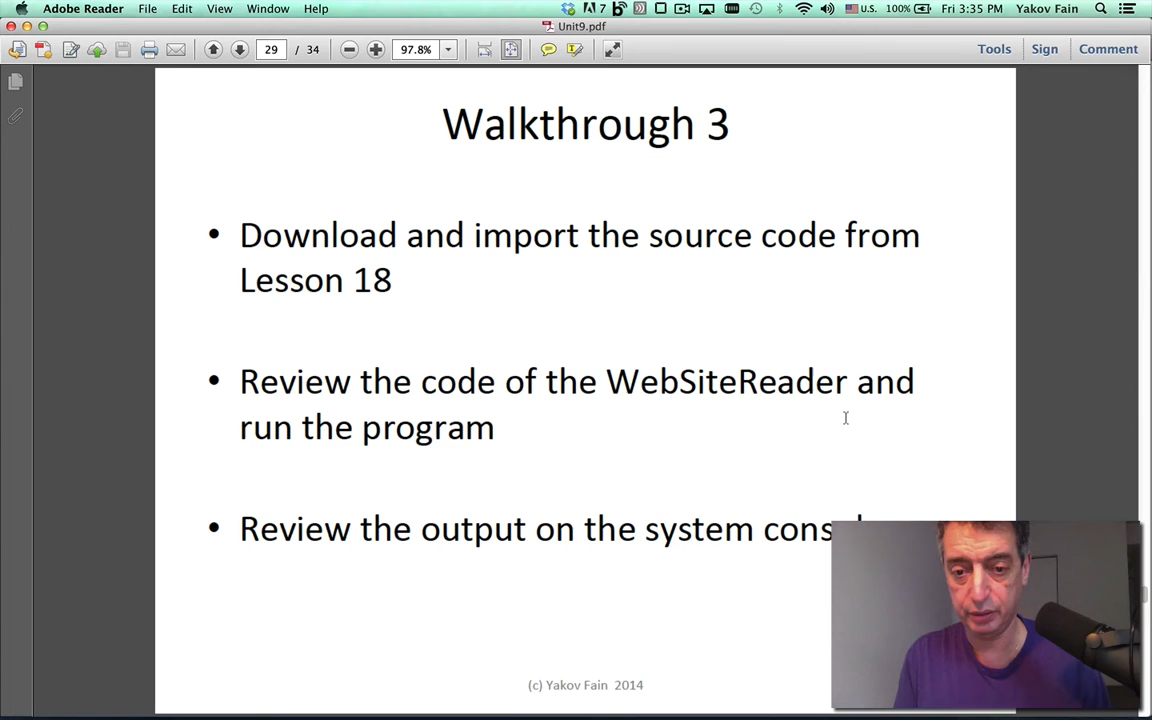 Adobe Reader File Edit View Window Help 7 U.S. 100% Fri 3:35 PM Yakov Fain
Unit9.pdf
29 / 34 97.8% Tools Sign Comment
Walkthrough 3
• Download and import the source code from
Lesson 18
• Review the code of the WebSiteReader and
run the program
• Review the output on the system
(c) Yakov Fain 2014